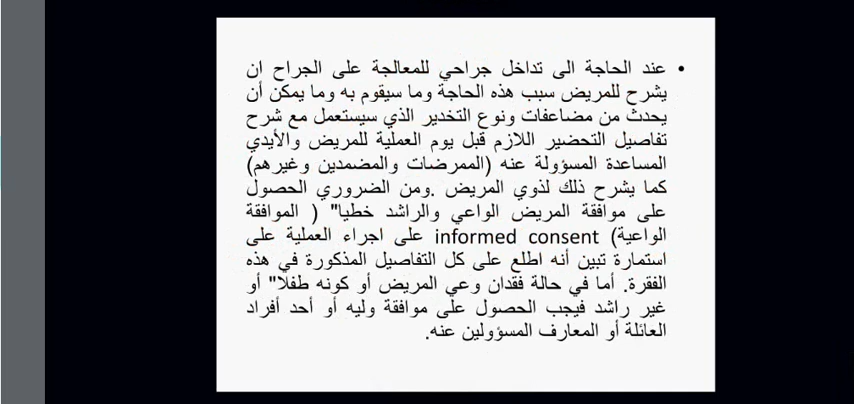 • عند الحاجة الى تداخل جراحي للمعالجة على الجراح ان
يشرح للمريض سبب هذه الحاجة وما سيقوم به وما يمكن أن
يحدث من مضاعفات ونوع التخدير الذي سيستعمل مع شرح
تفاصيل التحضير اللازم قبل يوم العملية للمريض والأيدي
المساعدة المسؤولة عنه (الممرضات والمضمدين وغيرهم)
كما يشرح ذلك لذوي المريض .ومن الضروري الحصول
على موافقة المريض الواعي والراشد خطيا" ( الموافقة
الواعية) informed consent على اجراء العملية على
استمارة تبين أنه اطلع على كل التفاصيل المذكورة في هذه
الفقرة. أما في حالة فقدان وعي المريض أو كونه طفلا" أو
غير راشد فيجب الحصول على موافقة وليه أو أحد أفراد
العائلة أو المعارف المسؤولين عنه.